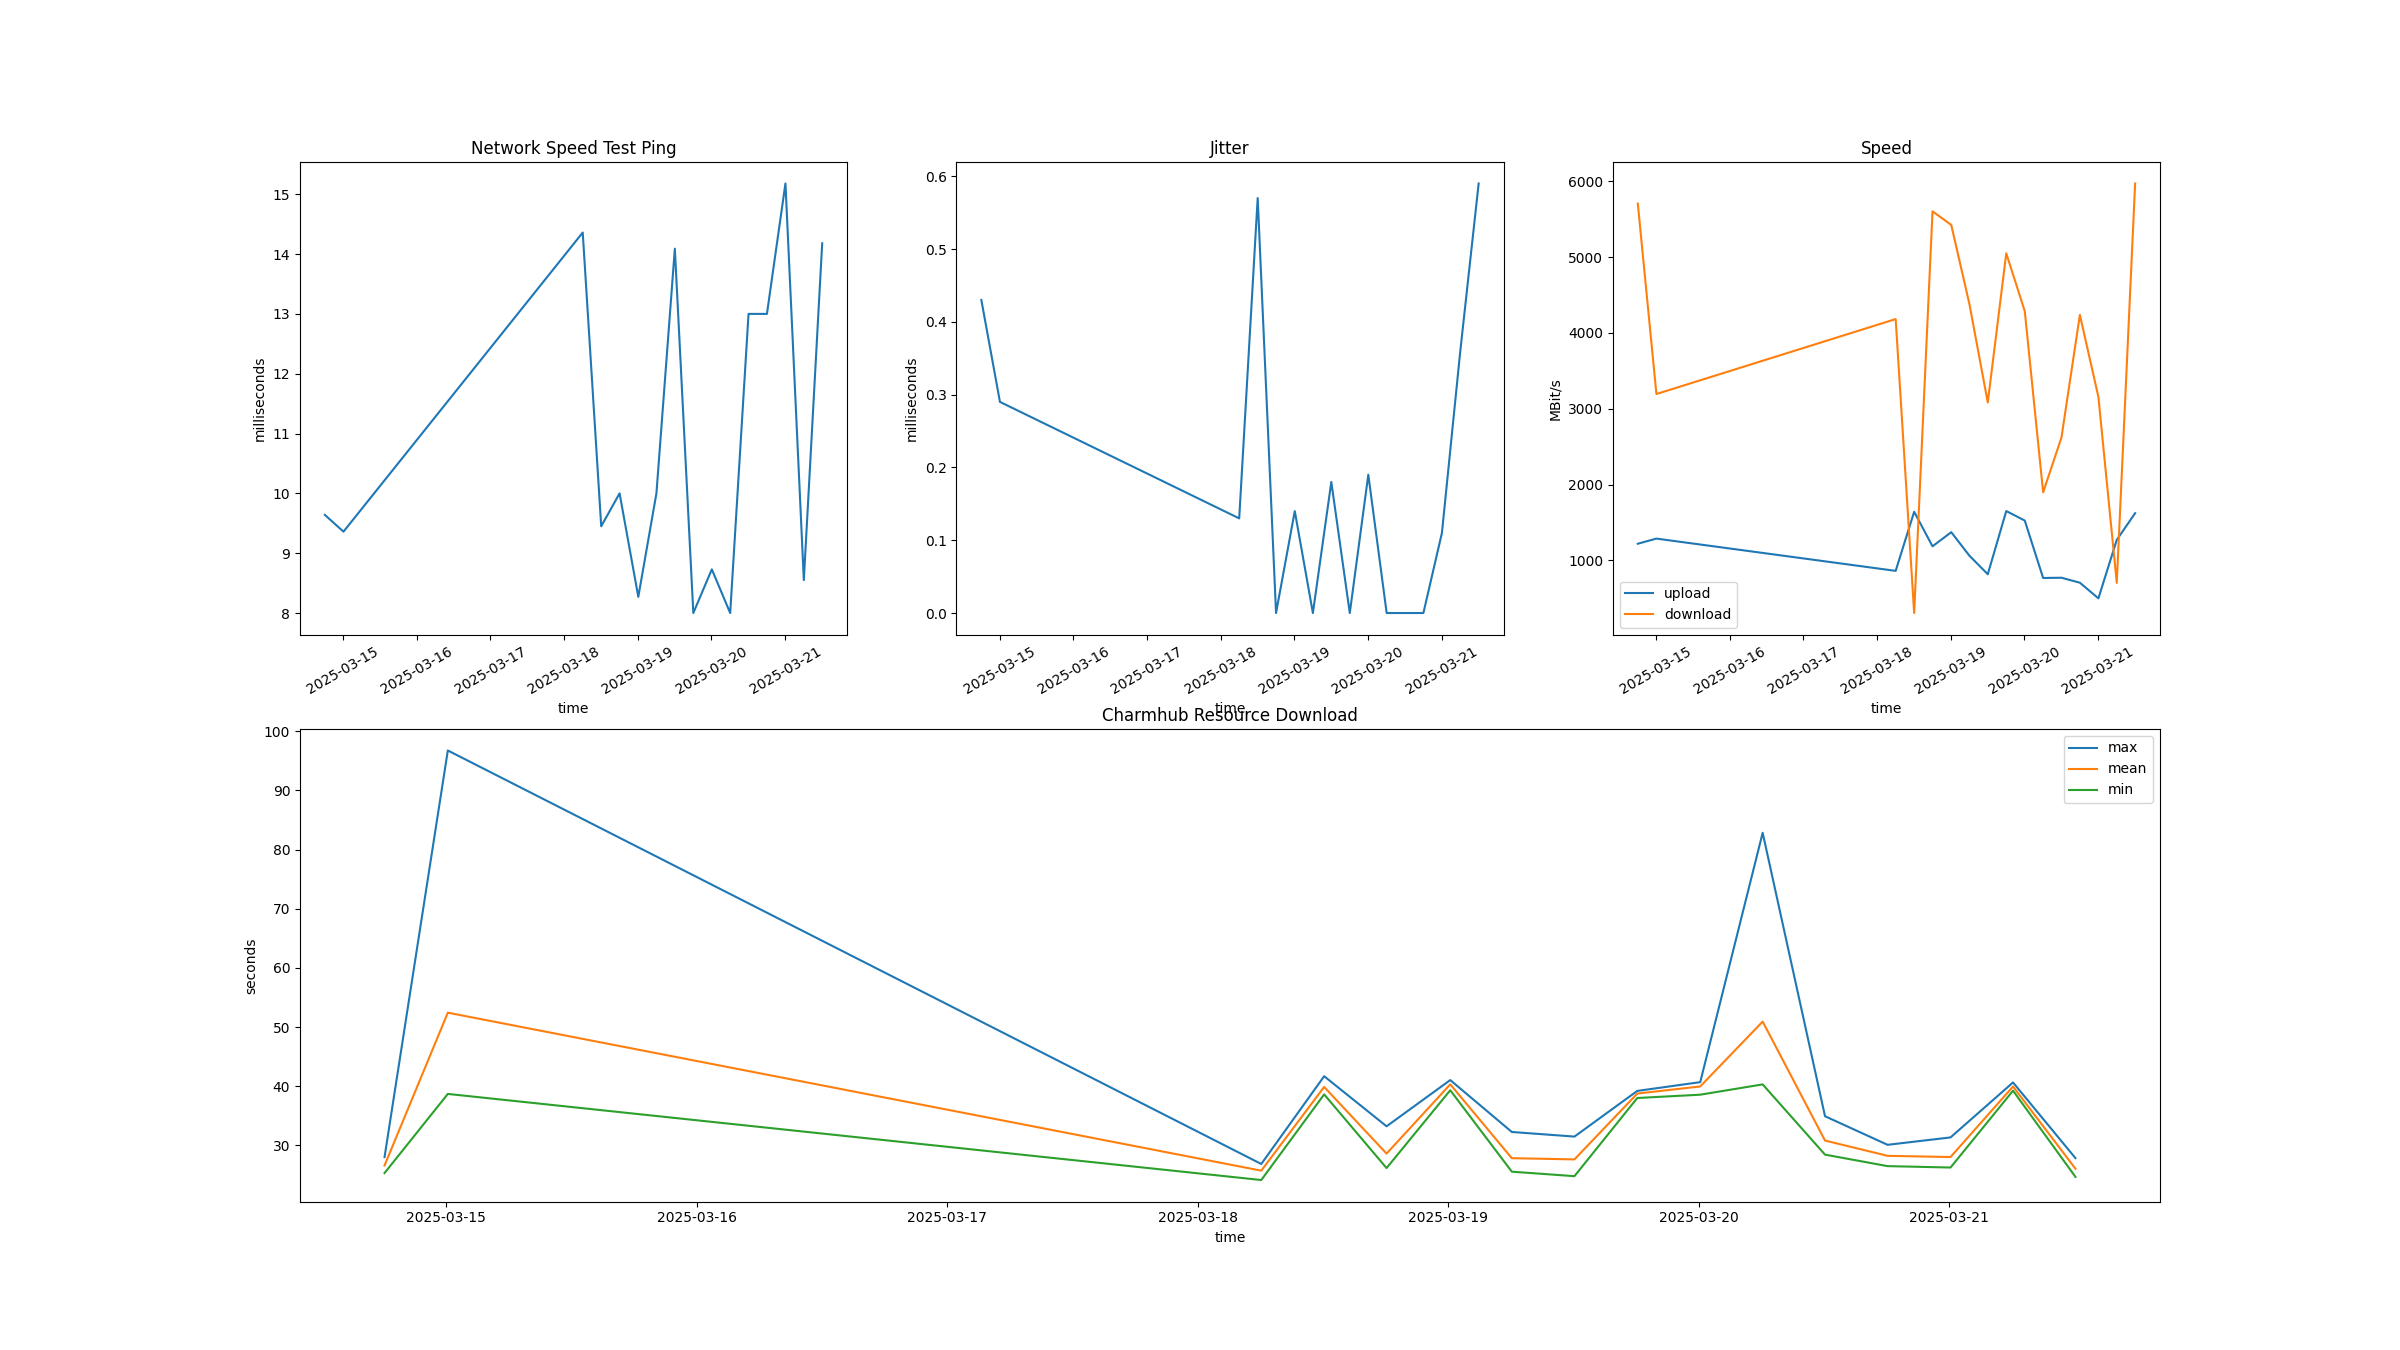 Network Speed Test Ping
milliseconds
15
14
13
12
11
10
9
8
2025-03-15 2025-03-16 2025-03-17 2025-03-18 2025-03-19 2025-03-20 2025-03-21
time
Jitter
milliseconds
0.6
0.5
0.4
0.3
0.2
0.1
0.0
2025-03-15 2025-03-16 2025-03-17 2025-03-18 2025-03-19 2025-03-20 2025-03-21
time
Speed
MBit/s
6000
5000
4000
3000
2000
1000
upload
download
2025-03-15 2025-03-16 2025-03-17 2025-03-18 2025-03-19 2025-03-20 2025-03-21
time
Charmhub Resource Download
seconds
100
90
80
70
60
50
40
30
max
mean
min
2025-03-15 2025-03-16 2025-03-17 2025-03-18 2025-03-19 2025-03-20 2025-03-21
time